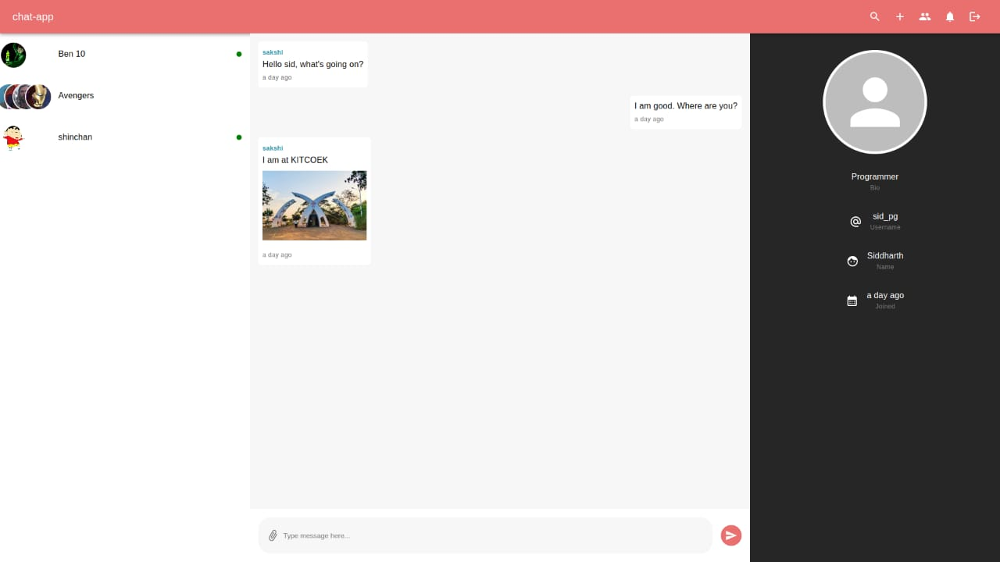 chat-app
Ben 10
Avengers
shinchan
sakshi
Hello sid, what's going on?
a day ago
I am good. Where are you?
a day ago
sakshi
I am at KITCOEK
a day ago
Type message here...
Programmer
Bio
sid_pg
Username
Siddharth
Name
a day ago
Joined